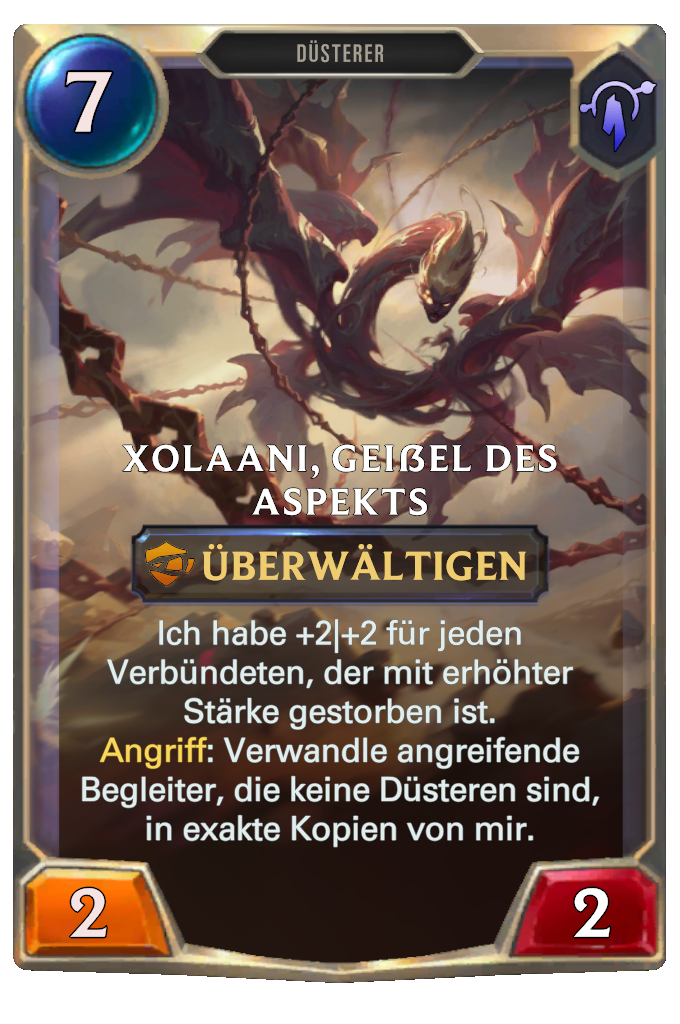 DÜSTERER
7
XOLAANI, GEIẞEL DES
ASPEKTS
ÜBERWÄLTIGEN
Ich habe +2|+2 für jeden
Verbündeten, der mit erhöhter
Stärke gestorben ist.
Angriff: Verwandle angreifende
Begleiter, die keine Düsteren sind,
in exakte Kopien von mir.
2
2